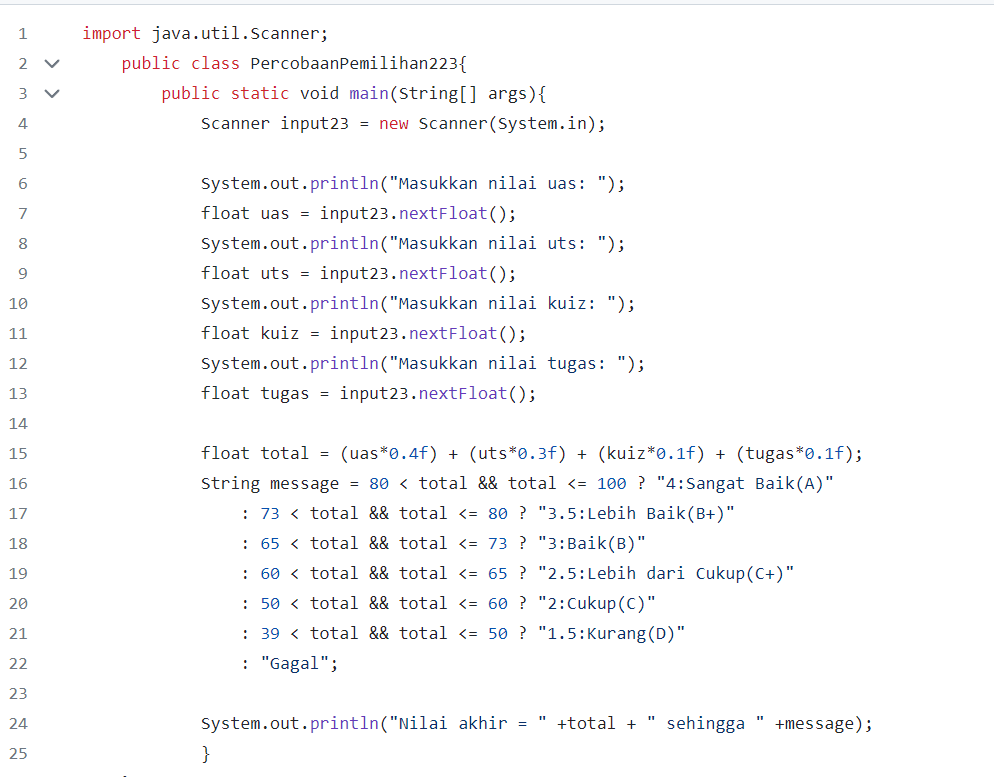 1 import java.util.Scanner;
2 public class PercobaanPemilihan223{
3 public static void main(String[] args){
4 Scanner input23 = new Scanner(System.in);
5
6 System.out.println("Masukkan nilai uas: ");
7 float uas = input23.nextFloat();
8 System.out.println("Masukkan nilai uts: ");
9 float uts = input23.nextFloat();
10 System.out.println("Masukkan nilai kuiz: ");
11 float kuiz = input23.nextFloat();
12 System.out.println("Masukkan nilai tugas: ");
13 float tugas = input23.nextFloat();
14
15 float total = (uas*0.4f) + (uts*0.3f) + (kuiz*0.1f) + (tugas*0.1f);
16 String message = 80 < total && total <= 100 ? "4:Sangat Baik(A)"
17 : 73 < total && total <= 80 ? "3.5:Lebih Baik(B+)"
18 : 65 < total && total <= 73 ? "3:Baik(B)"
19 : 60 < total && total <= 65 ? "2.5:Lebih dari Cukup(C+)"
20 : 50 < total && total <= 60 ? "2:Cukup(C)"
21 : 39 < total && total <= 50 ? "1.5:Kurang(D)"
22 : "Gagal";
23
24 System.out.println("Nilai akhir = " +total + " sehingga " +message);
25 }